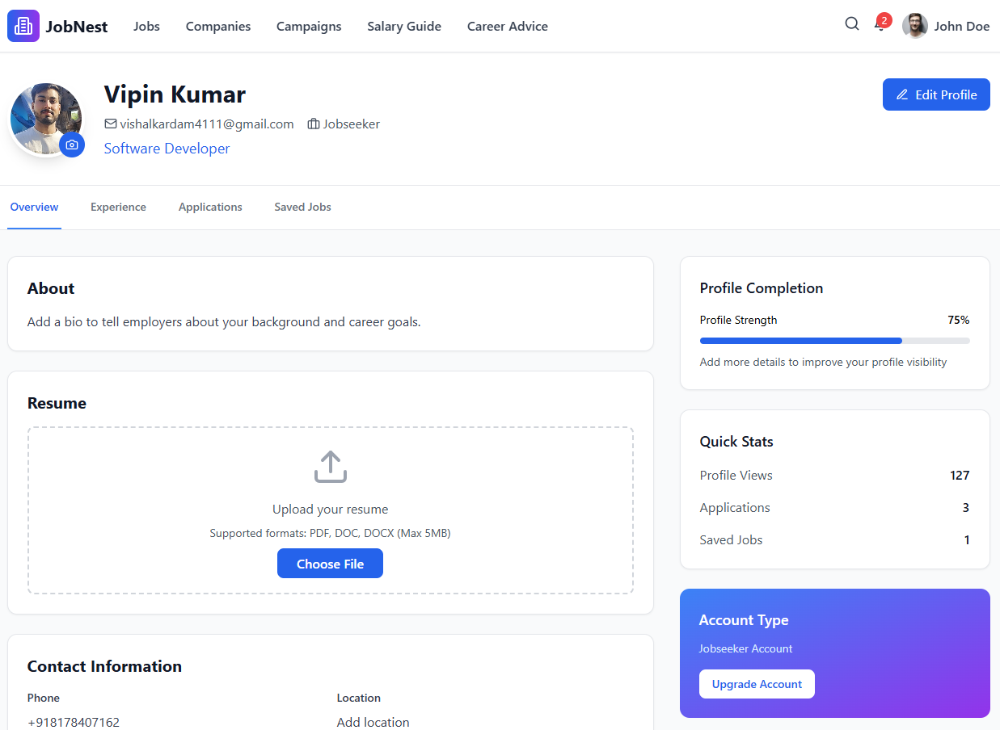 JobNest Jobs Companies Campaigns Salary Guide Career Advice 2 John Doe
Vipin Kumar
Edit Profile
vishalkardam4111@gmail.com Jobseeker
Software Developer
Overview Experience Applications Saved Jobs
About
Add a bio to tell employers about your background and career goals.
Resume
Upload your resume
Supported formats: PDF, DOC, DOCX (Max 5MB)
Choose File
Contact Information
Phone Location
+918178407162 Add location
Profile Completion
Profile Strength 75%
Add more details to improve your profile visibility
Quick Stats
Profile Views 127
Applications 3
Saved Jobs 1
Account Type
Jobseeker Account
Upgrade Account